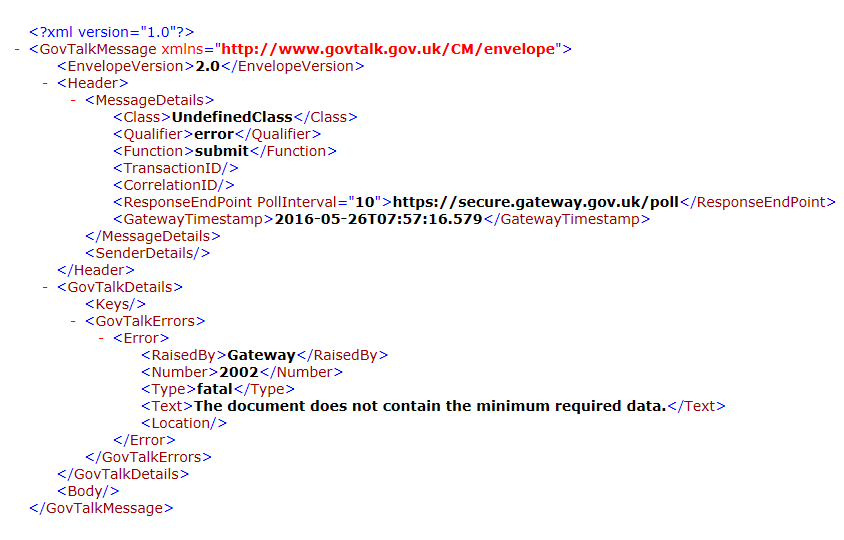 <?xml version="1.0"?>
- <GovTalkMessage xmlns="http://www.govtalk.gov.uk/CM/envelope">
<EnvelopeVersion>2.0</EnvelopeVersion>
- <Header>
- <MessageDetails>
<Class>UndefinedClass</Class>
<Qualifier>error</Qualifier>
<Function>submit</Function>
<TransactionID/>
<CorrelationID/>
<ResponseEndPoint PollInterval="10">https://secure.gateway.gov.uk/poll</ResponseEndPoint>
<GatewayTimestamp>2016-05-26T07:57:16.579</GatewayTimestamp>
</MessageDetails>
<SenderDetails/>
</Header>
- <GovTalkDetails>
<Keys/>
- <GovTalkErrors>
- <Error>
<RaisedBy>Gateway</RaisedBy>
<Number>2002</Number>
<Type>fatal</Type>
<Text>The document does not contain the minimum required data.</Text>
<Location/>
</Error>
</GovTalkErrors>
</GovTalkDetails>
<Body/>
</GovTalkMessage>